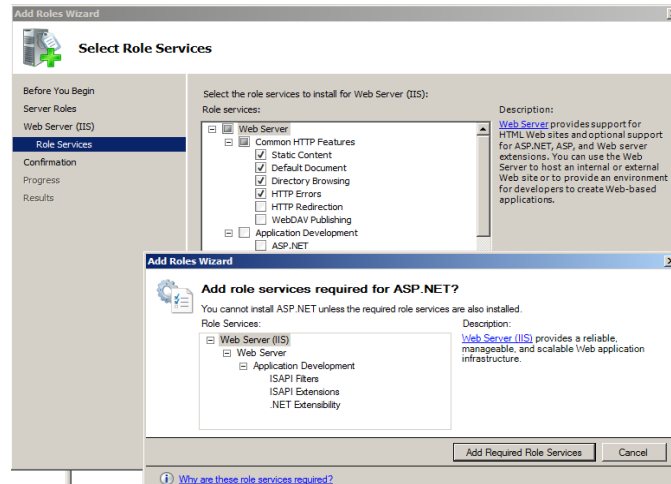 Add Roles Wizard
Select Role Services
Before You Begin
Server Roles
Web Server (IIS)
Role Services
Confirmation
Progress
Results
Select the role services to install for Web Server (IIS):
Role services:
Web Server
Common HTTP Features
Static Content
Default Document
Directory Browsing
HTTP Errors
HTTP Redirection
WebDAV Publishing
Application Development
ASP.NET
Description:
Web Server provides support for
HTML Web sites and optional support
for ASP.NET, ASP, and Web server
extensions. You can use the Web
Server to host an internal or external
Web site or to provide an environment
for developers to create Web-based
applications.
Add Roles Wizard
Add role services required for ASP.NET?
You cannot install ASP.NET unless the required role services are also installed.
Role Services:
Web Server (IIS)
Web Server
Application Development
ISAPI Filters
ISAPI Extensions
.NET Extensibility
Description:
Web Server (IIS) provides a reliable,
manageable, and scalable Web application
infrastructure.
Add Required Role Services
Cancel
Why are these role services required?